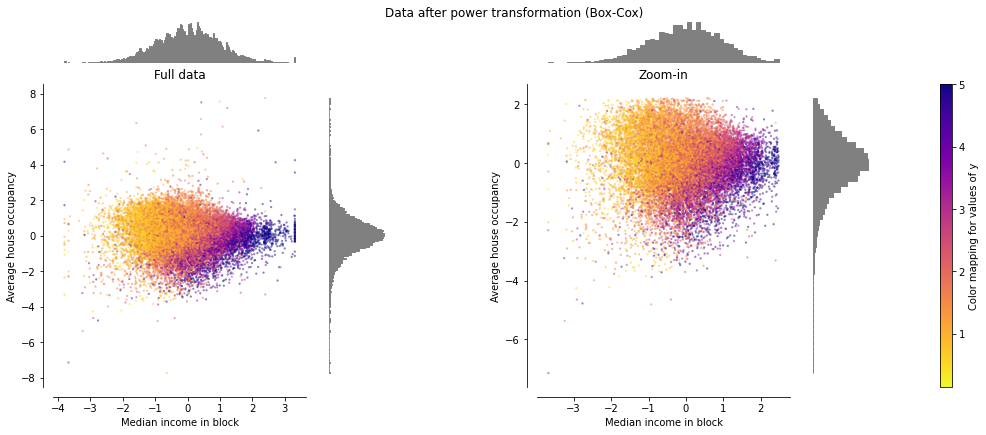 Data after power transformation (Box-Cox)
Full data
Zoom-in
8
6
4
2
0
−2
−4
−6
−8
Average house occupancy
−4 −3 −2 −1 0 1 2 3
Median income in block
2
0
−2
−4
−6
Average house occupancy
−3 −2 −1 0 1 2
Median income in block
5
4
3
2
1
Color mapping for values of y